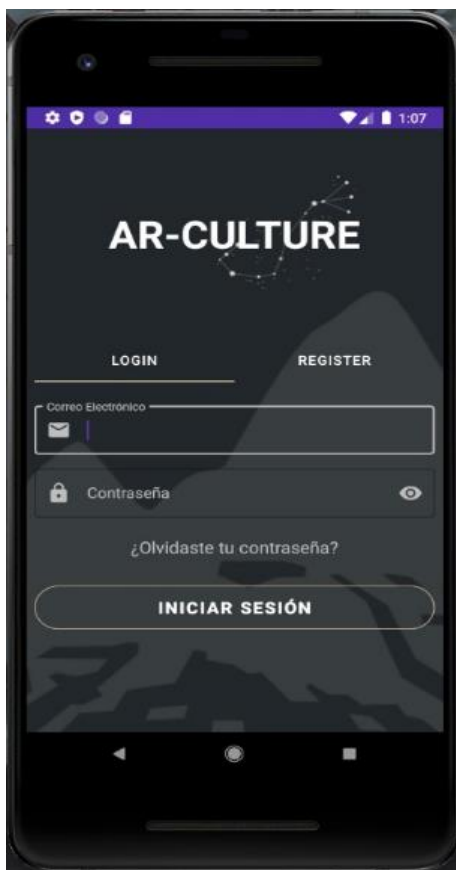 1:07
AR-CULTURE
LOGIN REGISTER
Correo Electrónico
Contraseña
¿Olvidaste tu contraseña?
INICIAR SESIÓN